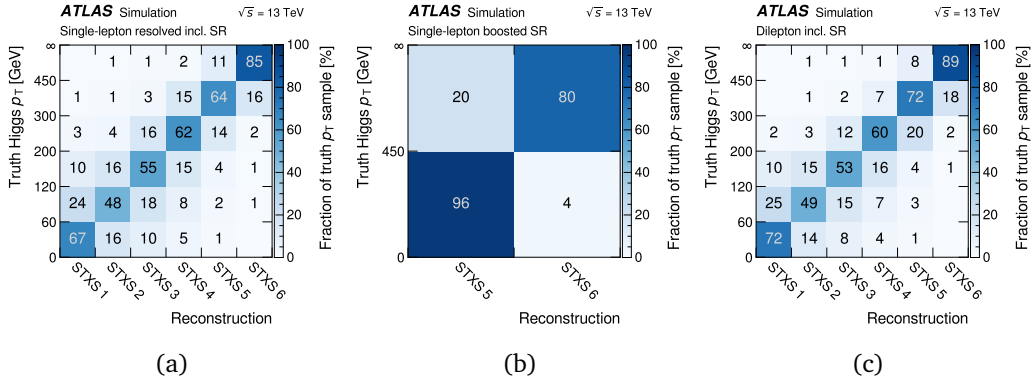 ATLAS Simulation √s = 13 TeV
Single-lepton resolved incl. SR
Truth Higgs pT [GeV]
∞ 1 1 2 11 85
450
1 1 3 15 64 16
300
3 4 16 62 14 2
200
10 16 55 15 4 1
120
24 48 18 8 2 1
60
67 16 10 5 1
0
STXS 1 STXS 2 STXS 3 STXS 4 STXS 5 STXS 6
Reconstruction
100
80
60
40
20
0
Fraction of truth pT sample [%]
(a)
ATLAS Simulation √s = 13 TeV
Single-lepton boosted SR
Truth Higgs pT [GeV]
∞
20 80
450
96 4
0
STXS 5 STXS 6
Reconstruction
100
80
60
40
20
0
Fraction of truth pT sample [%]
(b)
ATLAS Simulation √s = 13 TeV
Dilepton incl. SR
Truth Higgs pT [GeV]
∞ 1 1 1 8 89
450
1 2 7 72 18
300
2 3 12 60 20 2
200
10 15 53 16 4 1
120
25 49 15 7 3
60
72 14 8 4 1
0
STXS 1 STXS 2 STXS 3 STXS 4 STXS 5 STXS 6
Reconstruction
100
80
60
40
20
0
Fraction of truth pT sample [%]
(c)